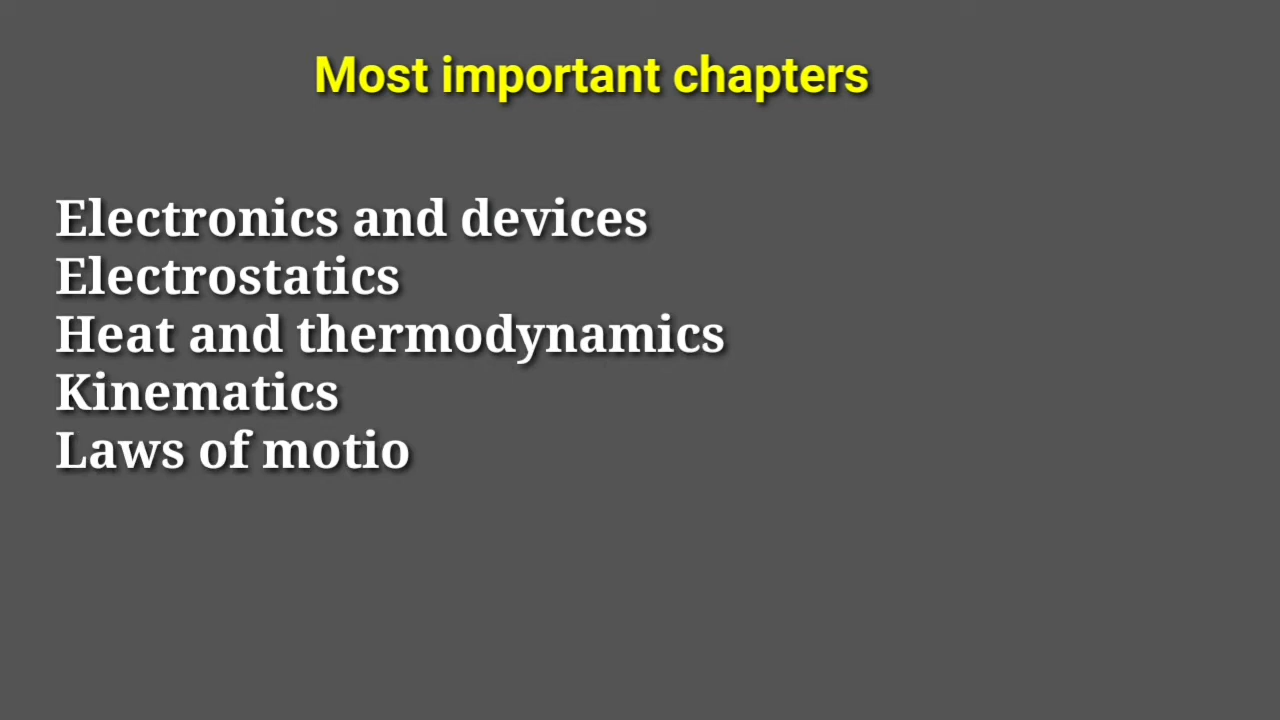 Most important chapters
Electronics and devices
Electrostatics
Heat and thermodynamics
Kinematics
Laws of motio